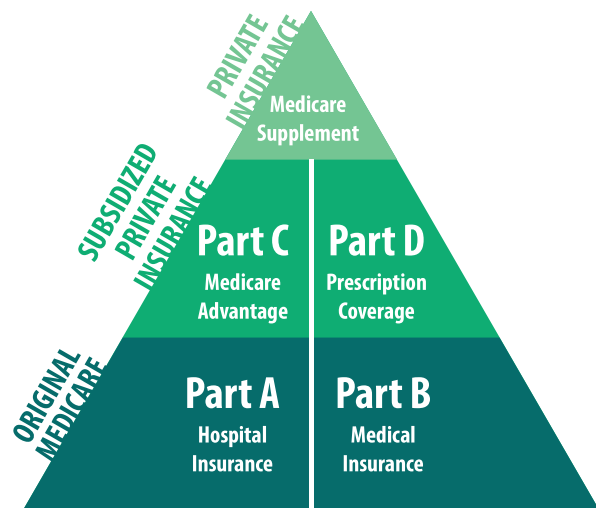 PRIVATE
INSURANCE
Medicare
Supplement
SUBSIDIZED
PRIVATE
INSURANCE
Part C
Medicare
Advantage
Part D
Prescription
Coverage
ORIGINAL
MEDICARE
Part A
Hospital
Insurance
Part B
Medical
Insurance